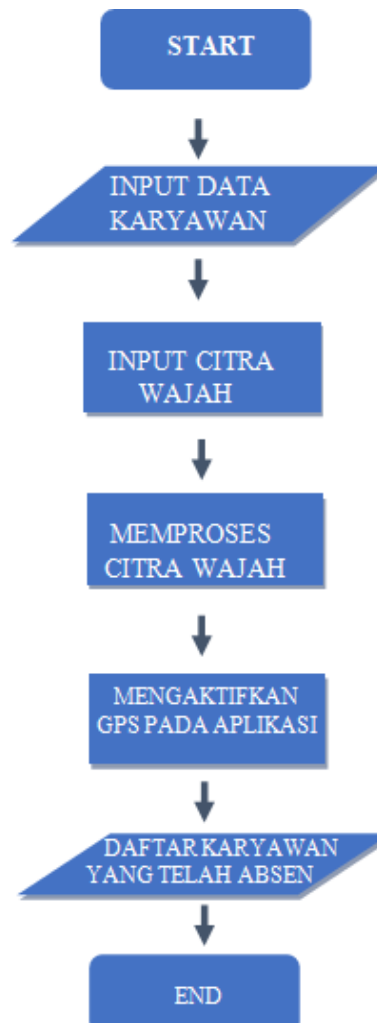 START
INPUT DATA
KARYAWAN
INPUT CITRA
WAJAH
MEMPROSES
CITRA WAJAH
MENGAKTIFKAN
GPS PADA APLIKASI
DAFTAR KARYAWAN
YANG TELAH ABSEN
END